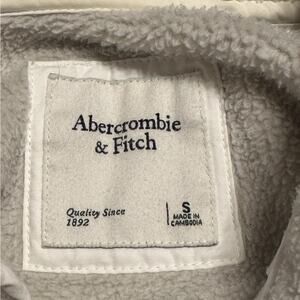 Abercrombie
& Fitch
Quality Since
1892
S
MADE IN
CAMBODIA